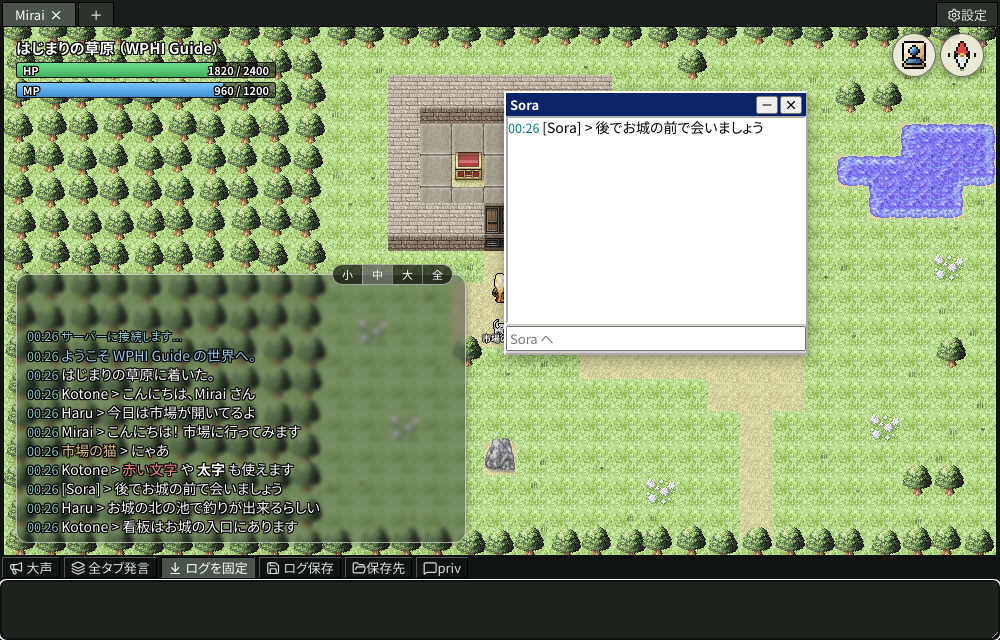 Mirai ×
+
設定
はじまりの草原 (WPHI Guide)
HP 1820 / 2400
MP 960 / 1200
Sora
00:26 [Sora] > 後でお城の前で会いましょう
Sora へ
小 中 大 全
00:26 サーバーに接続します...
00:26 ようこそ WPHI Guide の世界へ。
00:26 はじまりの草原に着いた。
00:26 Kotone > こんにちは、Mirai さん
00:26 Haru > 今日は市場が開いてるよ
00:26 Mirai > こんにちは! 市場に行ってみます
00:26 市場の猫 > にゃあ
00:26 Kotone > 赤い文字 や 太字 も使えます
00:26 [Sora] > 後でお城の前で会いましょう
00:26 Haru > お城の北の池で釣りが出来るらしい
00:26 Kotone > 看板はお城の入口にあります
市場
大声 全タブ発言 ログを固定 ログ保存 保存先 priv